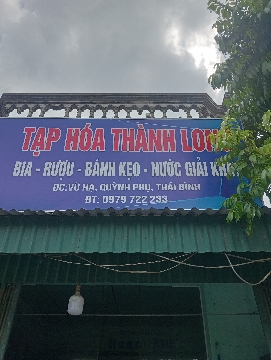 TẠP HÓA THÀNH LONG
BIA - RƯỢU - BÁNH KẸO - NƯỚC GIẢI KHÁT
ĐC: VŨ HẠ, QUỲNH PHỤ, THÁI BÌNH
ĐT: 0979 722 233